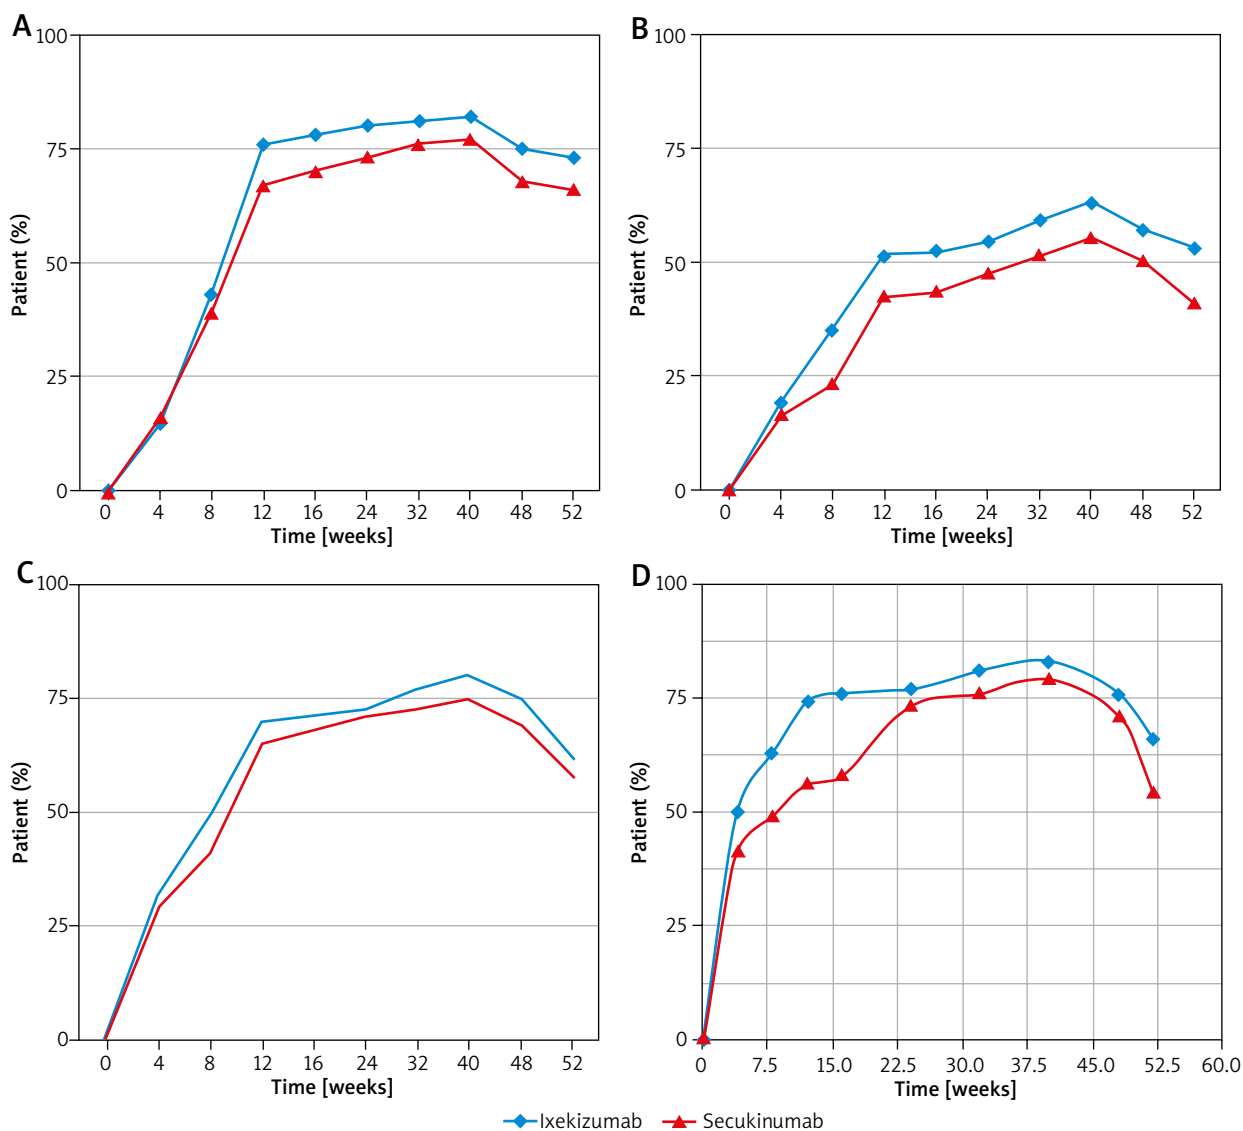 A
100
75
50
25
0
Patient (%)
0 4 8 12 16 24 32 40 48 52
Time [weeks]
B
100
75
50
25
0
Patient (%)
0 4 8 12 16 24 32 40 48 52
Time [weeks]
C
100
75
50
25
0
Patient (%)
0 4 8 12 16 24 32 40 48 52
Time [weeks]
D
100
75
50
25
0
Patient (%)
0 7.5 15.0 22.5 30.0 37.5 45.0 52.5 60.0
Time [weeks]
Ixekizumab Secukinumab